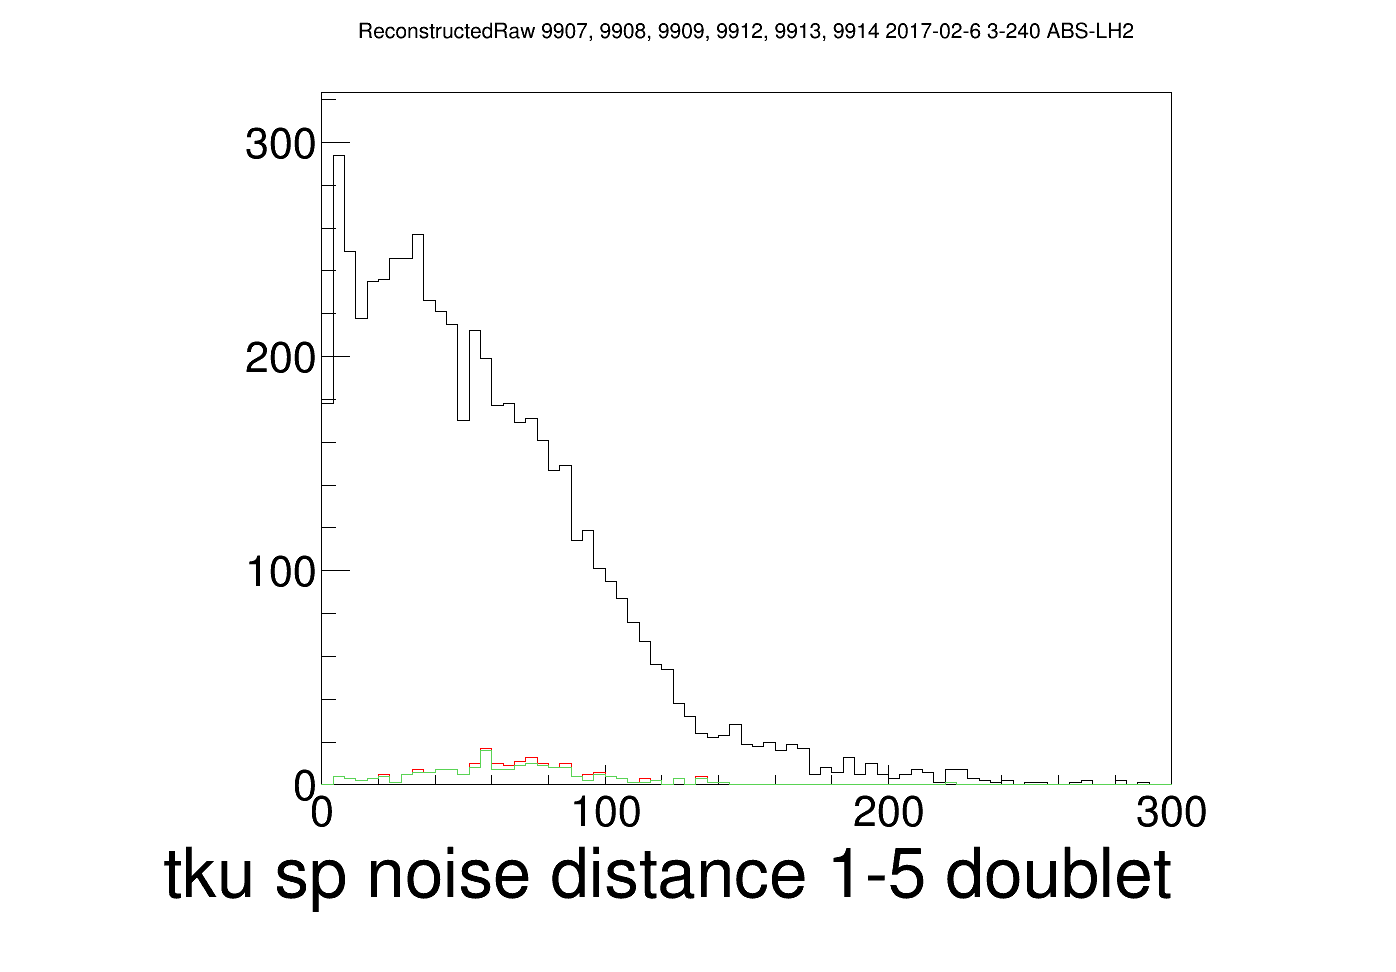 ReconstructedRaw 9907, 9908, 9909, 9912, 9913, 9914 2017-02-6 3-240 ABS-LH2
300
200
100
0
0 100 200 300
tku sp noise distance 1-5 doublet